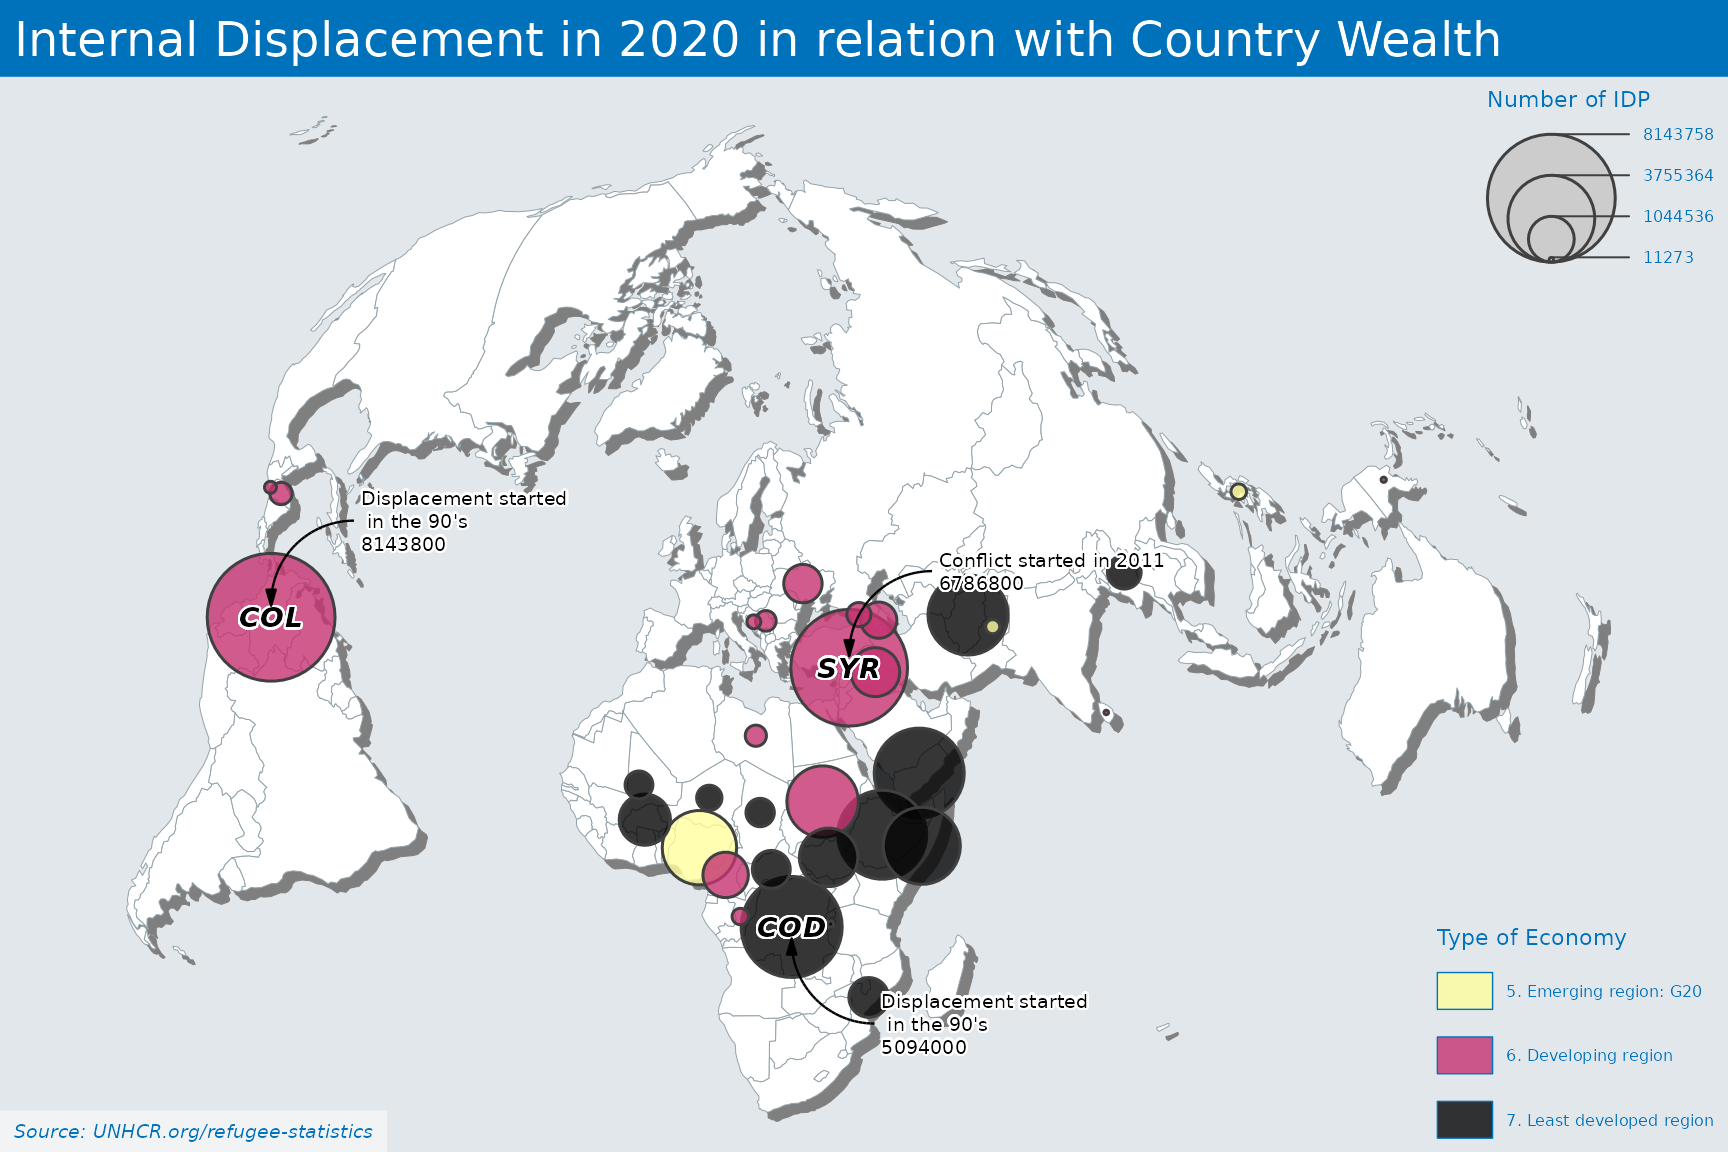 Internal Displacement in 2020 in relation with Country Wealth
Number of IDP
8143758
3755364
1044536
11273
Displacement started
in the 90's
8143800
COL
Conflict started in 2011
6786800
SYR
COD
Displacement started
in the 90's
5094000
Type of Economy
5. Emerging region: G20
6. Developing region
7. Least developed region
Source: UNHCR.org/refugee-statistics